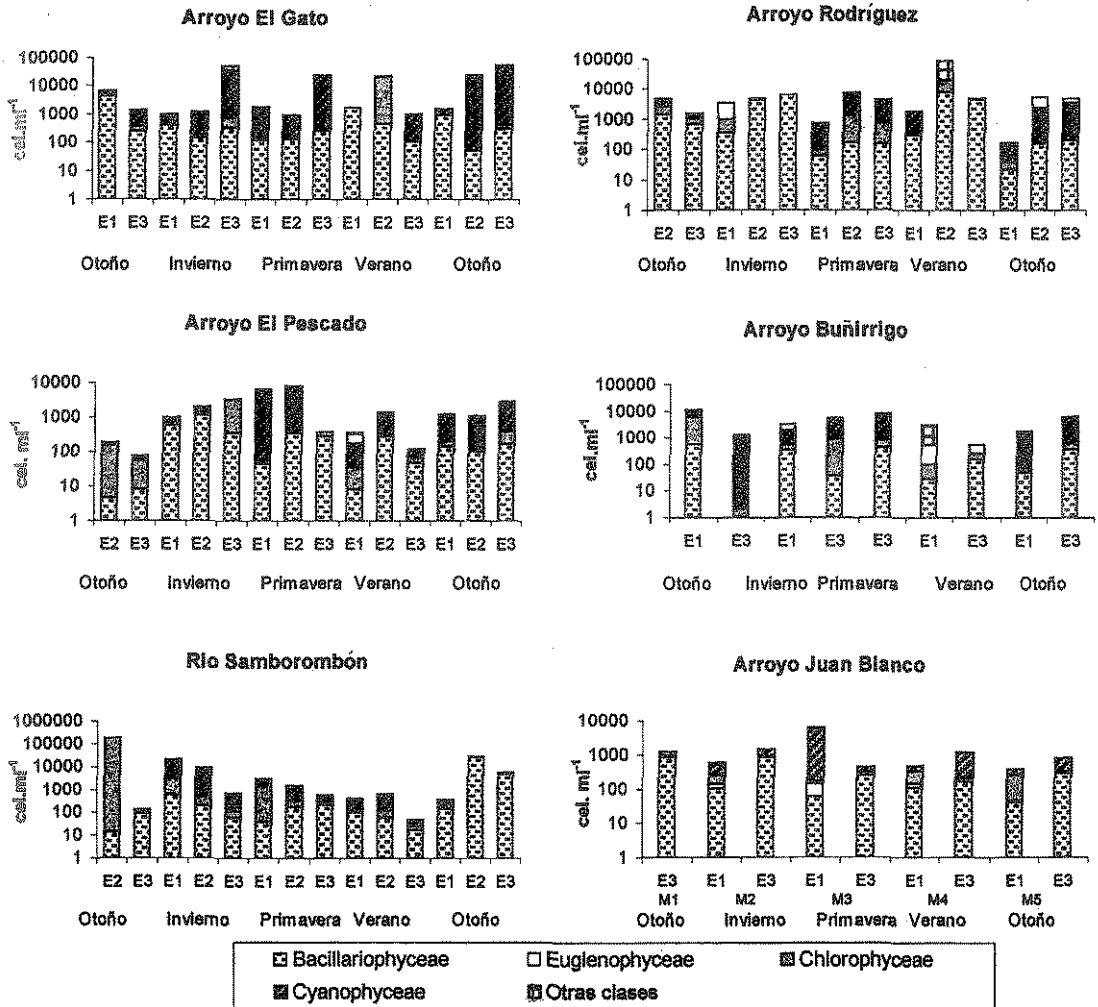 Arroyo El Gato
cel.ml-1
100000
10000
1000
100
10
1
E1 E3 E1 E2 E3 E1 E2 E3 E1 E2 E3 E1 E2 E3
Otoño Invierno Primavera Verano Otoño
Arroyo Rodríguez
cel.ml-1
100000
10000
1000
100
10
1
E2 E3 E1 E2 E3 E1 E2 E3 E1 E2 E3 E1 E2 E3
Otoño Invierno Primavera Verano Otoño
Arroyo El Pescado
cel. ml-1
10000
1000
100
10
1
E2 E3 E1 E2 E3 E1 E2 E3 E1 E2 E3 E1 E2 E3
Otoño Invierno Primavera Verano Otoño
Arroyo Buñirrigo
cel.ml-1
100000
10000
1000
100
10
1
E1 E3 E1 E1 E3 E1 E3 E1 E3
Otoño Invierno Primavera Verano Otoño
Rio Samborombón
cel.ml-1
1000000
100000
10000
1000
100
10
1
E2 E3 E1 E2 E3 E1 E2 E3 E1 E2 E3 E1 E2 E3
Otoño Invierno Primavera Verano Otoño
Arroyo Juan Blanco
cel. ml-1
10000
1000
100
10
1
E3 E1 E3 E1 E3 E1 E3 E1 E3
M1 M2 M3 M4 M5
Otoño Invierno Primavera Verano Otoño
Bacillariophyceae Euglenophyceae Chlorophyceae
Cyanophyceae Otras clases